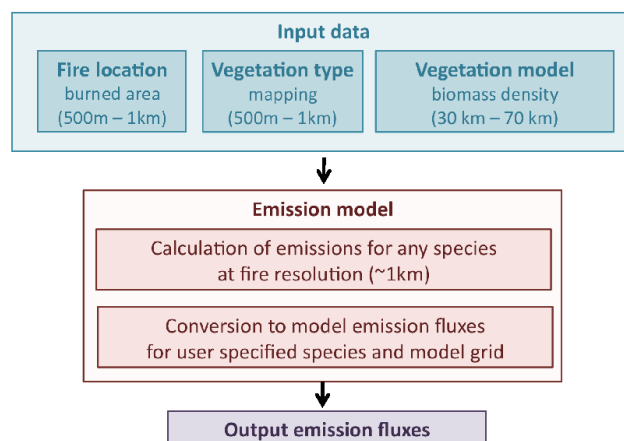 Input data
Fire location
burned area
(500m – 1km)
Vegetation type
mapping
(500m – 1km)
Vegetation model
biomass density
(30 km – 70 km)
Emission model
Calculation of emissions for any species
at fire resolution (~1km)
Conversion to model emission fluxes
for user specified species and model grid
Output emission fluxes